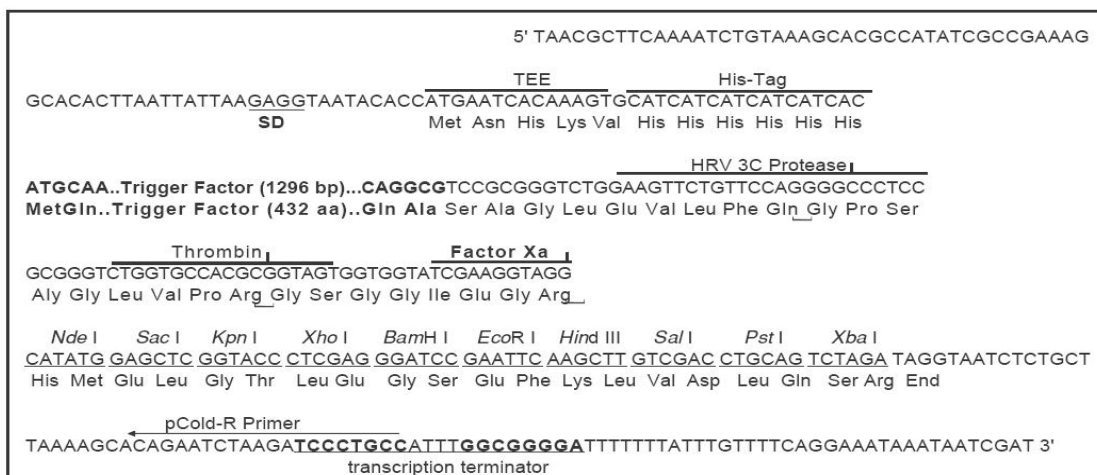 5' TAACGCTTCAAAATCTGTAAAGCACGCCATATCGCCGAAAG
TEE His-Tag
GCACACTTAATTATTAAGAGGTAATACACCATGAATCACAAAGTGCATCATCATCATCATCAC
SD Met Asn His Lys Val His His His His His His
HRV 3C Protease
ATGCAA..Trigger Factor (1296 bp)...CAGGCGTCCGCGGGTCTGGAAGTTCTGTTCCAGGGGCCCTCC
MetGln..Trigger Factor (432 aa)..Gln Ala Ser Ala Gly Leu Glu Val Leu Phe Gln Gly Pro Ser
Thrombin Factor Xa
GCGGGTCTGGTGCCACGCGGTAGTGGTGGTATCGAAGGTAGG
Aly Gly Leu Val Pro Arg Gly Ser Gly Gly Ile Glu Gly Arg
Nde I Sac I Kpn I Xho I BamH I EcoR I Hind III Sal I Pst I Xba I
CATATG GAGCTC GGTACC CTCGAG GGATCC GAATTC AAGCTT GTCGAC CTGCAG TCTAGA TAGGTAATCTCTGCT
His Met Glu Leu Gly Thr Leu Glu Gly Ser Glu Phe Lys Leu Val Asp Leu Gln Ser Arg End
pCold-R Primer
TAAAAGCACAGAATCTAAGATCCCTGCCATTTGGCGGGGATTTTTTTATTTGTTTTCAGGAAATAAATAATCGAT 3'
transcription terminator